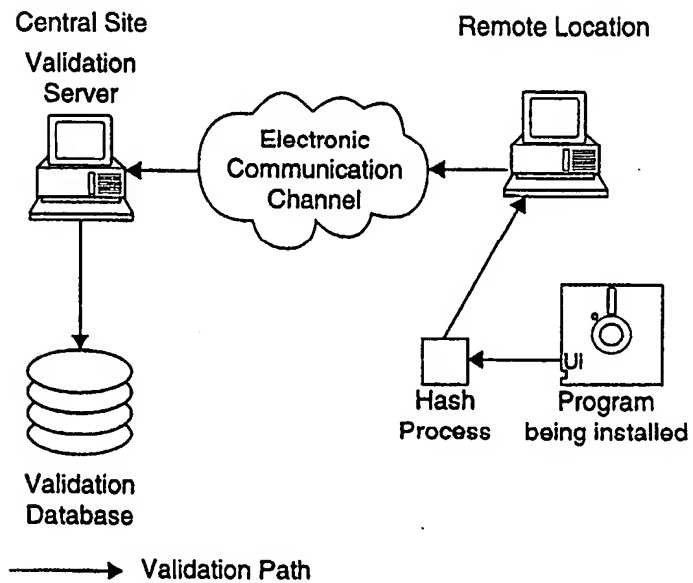 Central Site
Validation
Server
Electronic
Communication
Channel
Remote Location
UI
Hash
Process
Program
being installed
Validation
Database
Validation Path